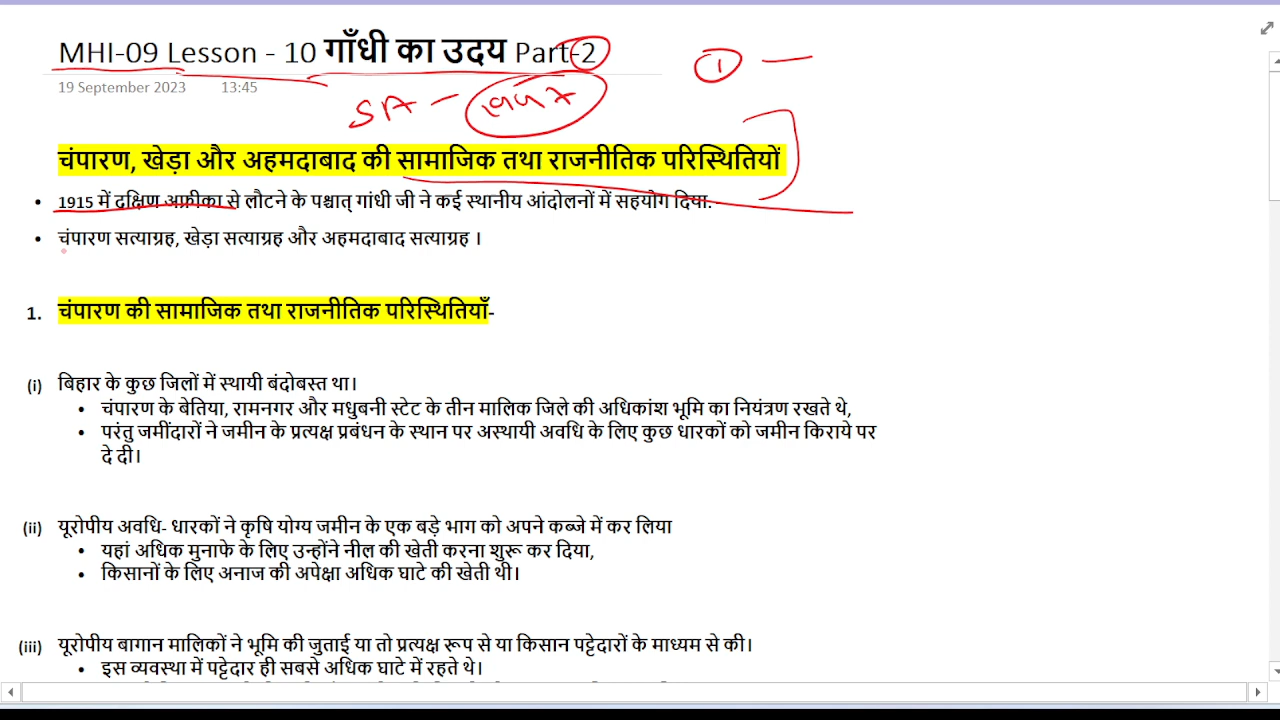 MHI-09 Lesson - 10 गाँधी का उदय Part-2
① –
19 September 2023 13:45
SA –
चंपारण, खेड़ा और अहमदाबाद की सामाजिक तथा राजनीतिक परिस्थितियों
• 1915 में दक्षिण अफ्रीका से लौटने के पश्चात् गांधी जी ने कई स्थानीय आंदोलनों में सहयोग दिया. -
• चंपारण सत्याग्रह, खेड़ा सत्याग्रह और अहमदाबाद सत्याग्रह ।
1. चंपारण की सामाजिक तथा राजनीतिक परिस्थितियाँ-
(i) बिहार के कुछ जिलों में स्थायी बंदोबस्त था।
• चंपारण के बेतिया, रामनगर और मधुबनी स्टेट के तीन मालिक जिले की अधिकांश भूमि का नियंत्रण रखते थे,
• परंतु जमींदारों ने जमीन के प्रत्यक्ष प्रबंधन के स्थान पर अस्थायी अवधि के लिए कुछ धारकों को जमीन किराये पर
दे दी।
(ii) यूरोपीय अवधि- धारकों ने कृषि योग्य जमीन के एक बड़े भाग को अपने कब्जे में कर लिया
• यहां अधिक मुनाफे के लिए उन्होंने नील की खेती करना शुरू कर दिया,
• किसानों के लिए अनाज की अपेक्षा अधिक घाटे की खेती थी।
(iii) यूरोपीय बागान मालिकों ने भूमि की जुताई या तो प्रत्यक्ष रूप से या किसान पट्टेदारों के माध्यम से की।
• इस व्यवस्था में पट्टेदार ही सबसे अधिक घाटे में रहते थे।